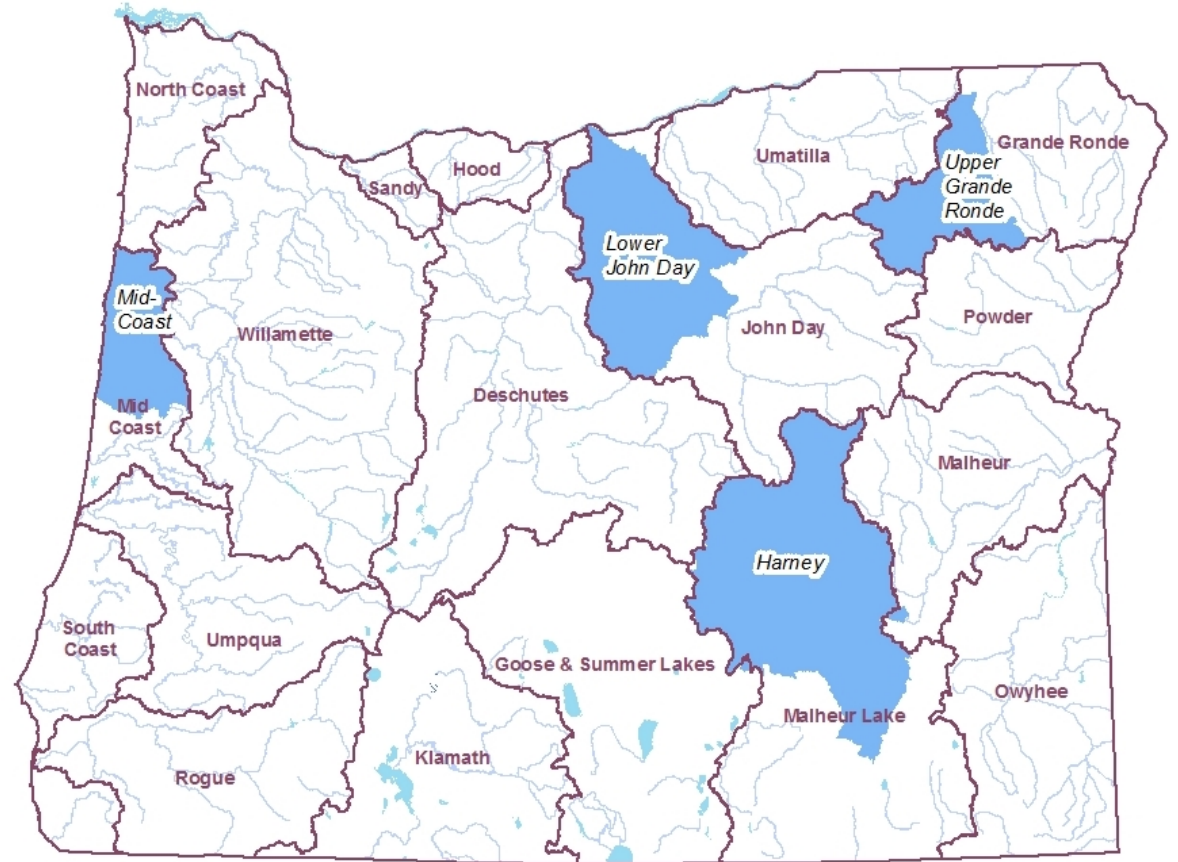 North Coast
Hood
Sandy
Umatilla
Grande Ronde
Upper
Grande
Ronde
Lower
John Day
Mid-
Coast
Willamette
John Day
Powder
Deschutes
Mid
Coast
Malheur
Harney
South
Coast
Umpqua
Goose & Summer Lakes
Owyhee
Malheur Lake
Klamath
Rogue